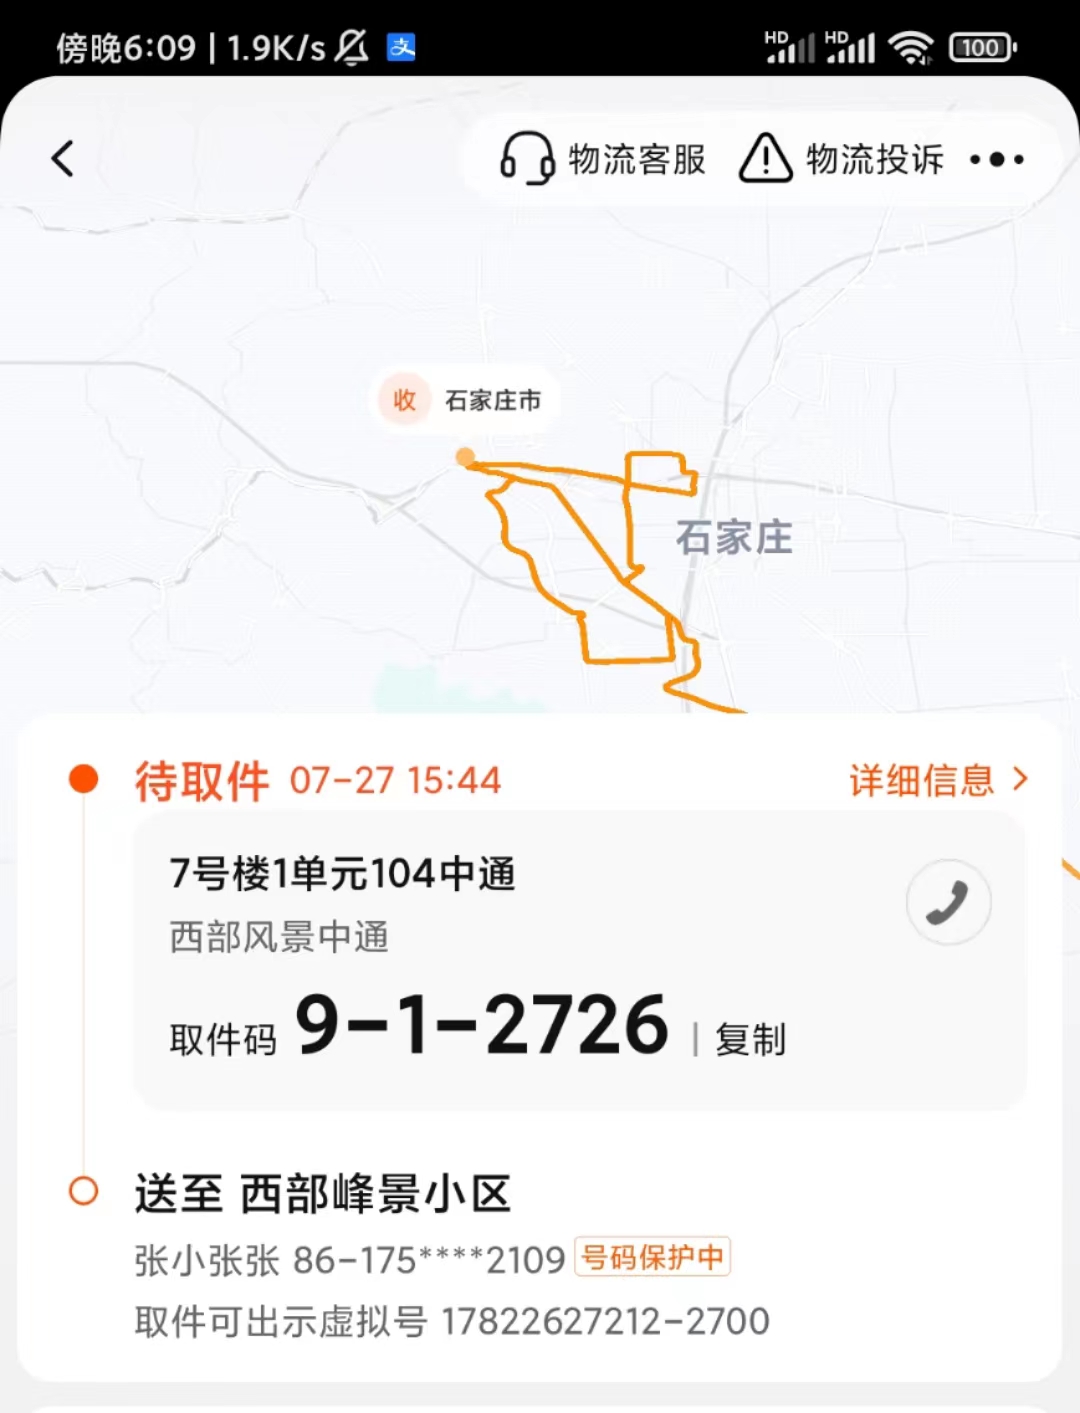 傍晚6:09 | 1.9K/s
HD HD 100
物流客服 物流投诉
收 石家庄市
石家庄
待取件 07-27 15:44 详细信息
7号楼1单元104中通
西部风景中通
取件码 9-1-2726 | 复制
送至 西部峰景小区
张小张张 86-175****2109 号码保护中
取件可出示虚拟号 17822627212-2700